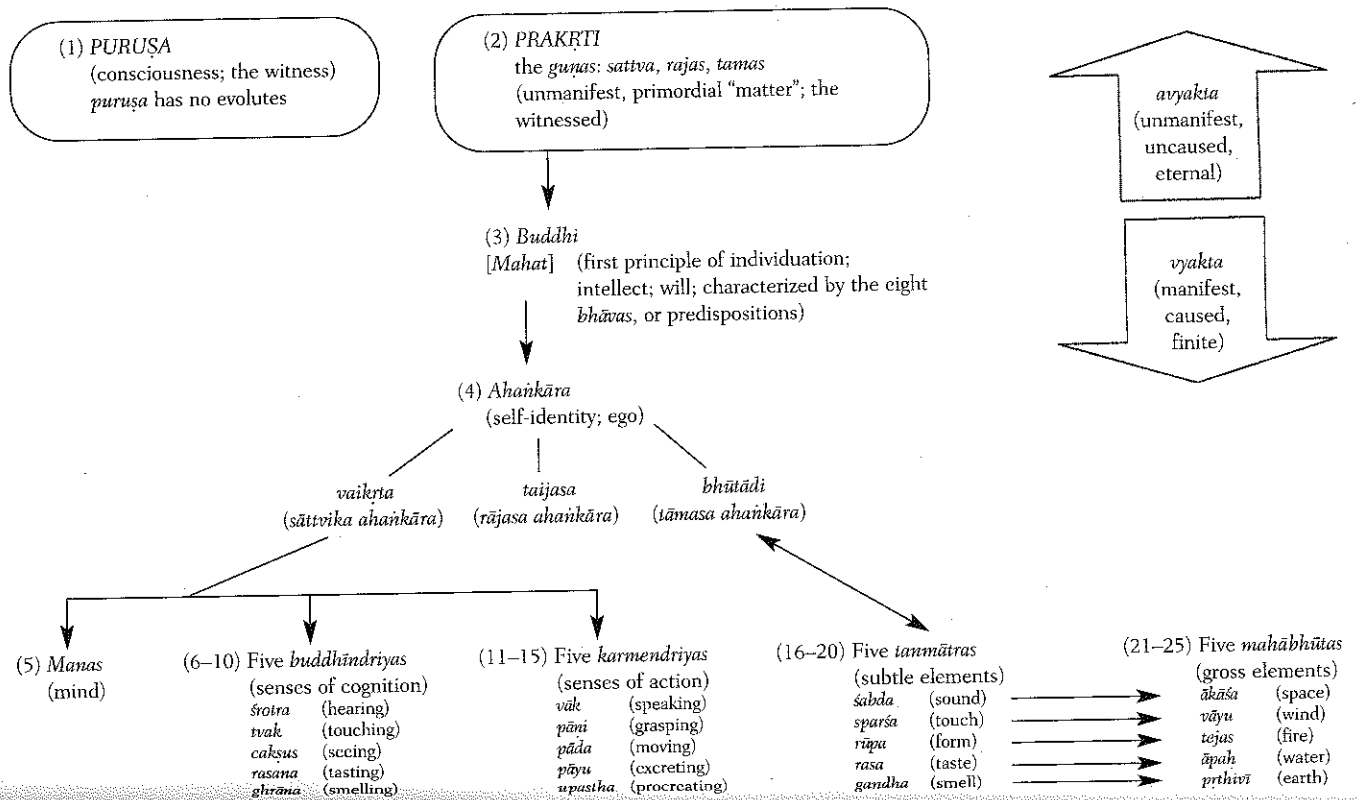 (1) PURUṢA
(consciousness; the witness)
puruṣa has no evolutes
(2) PRAKṚTI
the guṇas: sattva, rajas, tamas
(unmanifest, primordial “matter”; the
witnessed)
avyakta
(unmanifest,
uncaused,
eternal)
(3) Buddhi
[Mahat] (first principle of individuation;
intellect; will; characterized by the eight
bhāvas, or predispositions)
vyakta
(manifest,
caused,
finite)
(4) Ahaṅkāra
(self-identity; ego)
vaikṛta
(sāttvika ahaṅkāra)
taijasa
(rājasa ahaṅkāra)
bhūtādi
(tāmasa ahaṅkāra)
(5) Manas
(mind)
(6–10) Five buddhīndriyas
(senses of cognition)
śrotra (hearing)
tvak (touching)
cakṣus (seeing)
rasana (tasting)
ghrāna (smelling)
(11–15) Five karmendriyas
(senses of action)
vāk (speaking)
pāṇi (grasping)
pāda (moving)
pāyu (excreting)
upastha (procreating)
(16–20) Five tanmātras
(subtle elements)
śabda (sound)
sparśa (touch)
rūpa (form)
rasa (taste)
gandha (smell)
(21–25) Five mahābhūtas
(gross elements)
ākāśa (space)
vāyu (wind)
tejas (fire)
āpaḥ (water)
pṛthivī (earth)